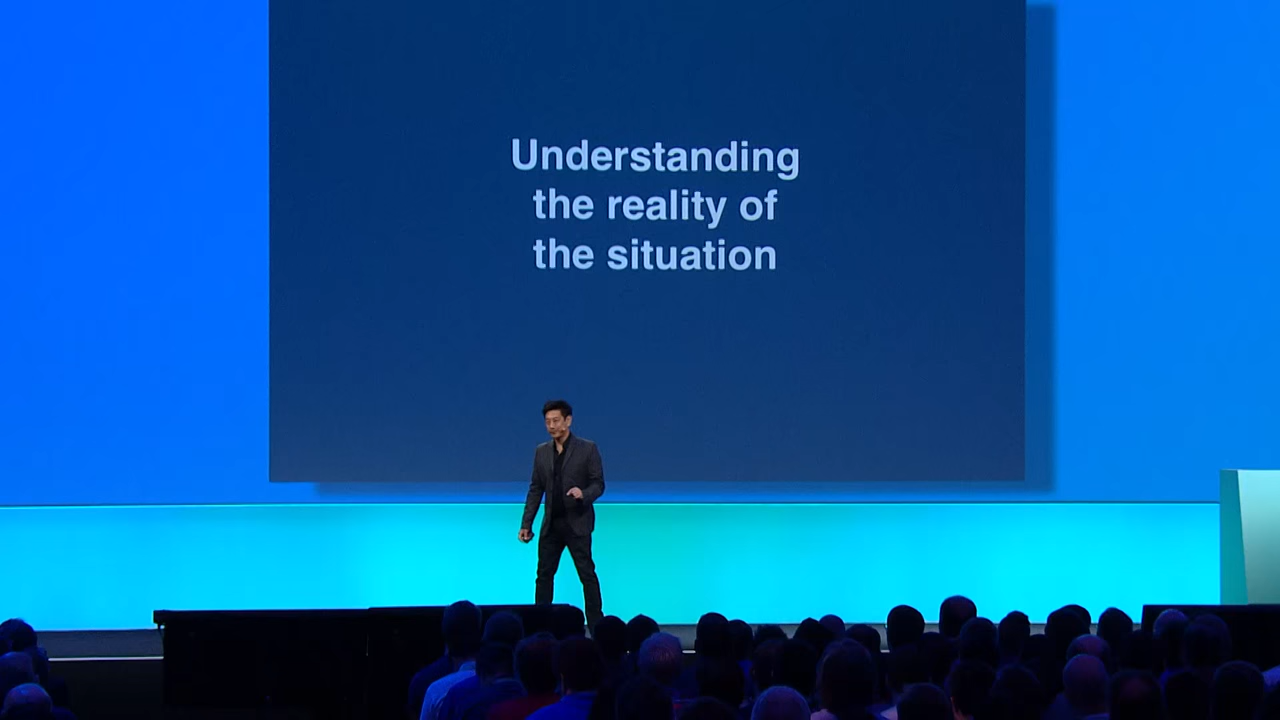 Understanding
the reality of
the situation